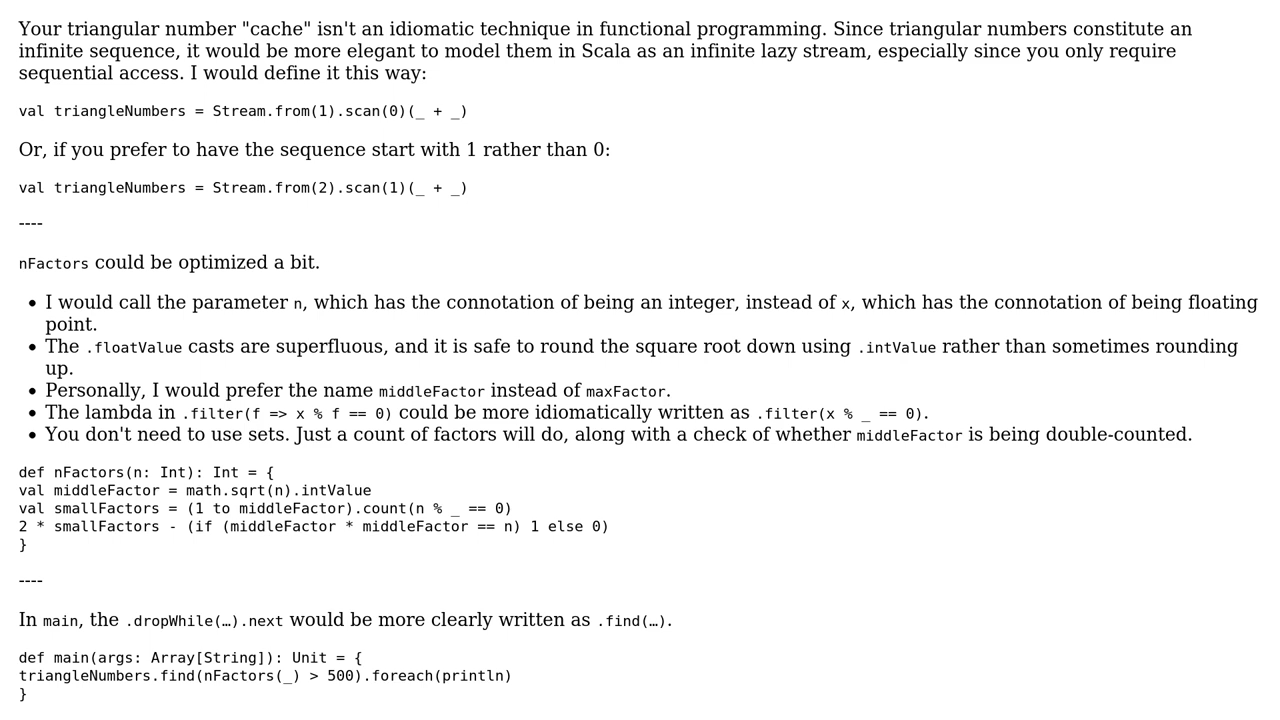 Your triangular number "cache" isn't an idiomatic technique in functional programming. Since triangular numbers constitute an
infinite sequence, it would be more elegant to model them in Scala as an infinite lazy stream, especially since you only require
sequential access. I would define it this way:
val triangleNumbers = Stream.from(1).scan(0)(_ + _)
Or, if you prefer to have the sequence start with 1 rather than 0:
val triangleNumbers = Stream.from(2).scan(1)(_ + _)
----
nFactors could be optimized a bit.
• I would call the parameter n, which has the connotation of being an integer, instead of x, which has the connotation of being floating
point.
• The .floatValue casts are superfluous, and it is safe to round the square root down using .intValue rather than sometimes rounding
up.
• Personally, I would prefer the name middleFactor instead of maxFactor.
• The lambda in .filter(f => x % f == 0) could be more idiomatically written as .filter(x % _ == 0).
• You don't need to use sets. Just a count of factors will do, along with a check of whether middleFactor is being double-counted.
def nFactors(n: Int): Int = {
val middleFactor = math.sqrt(n).intValue
val smallFactors = (1 to middleFactor).count(n % _ == 0)
2 * smallFactors - (if (middleFactor * middleFactor == n) 1 else 0)
}
----
In main, the .dropWhile(…).next would be more clearly written as .find(…).
def main(args: Array[String]): Unit = {
triangleNumbers.find(nFactors(_) > 500).foreach(println)
}